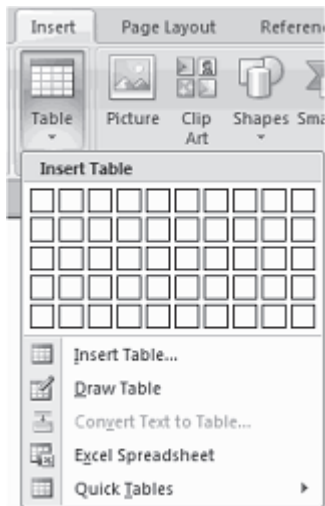 Insert Page Layout Referen
Table Picture Clip Art Shapes Sma
Insert Table
Insert Table...
Draw Table
Convert Text to Table...
Excel Spreadsheet
Quick Tables